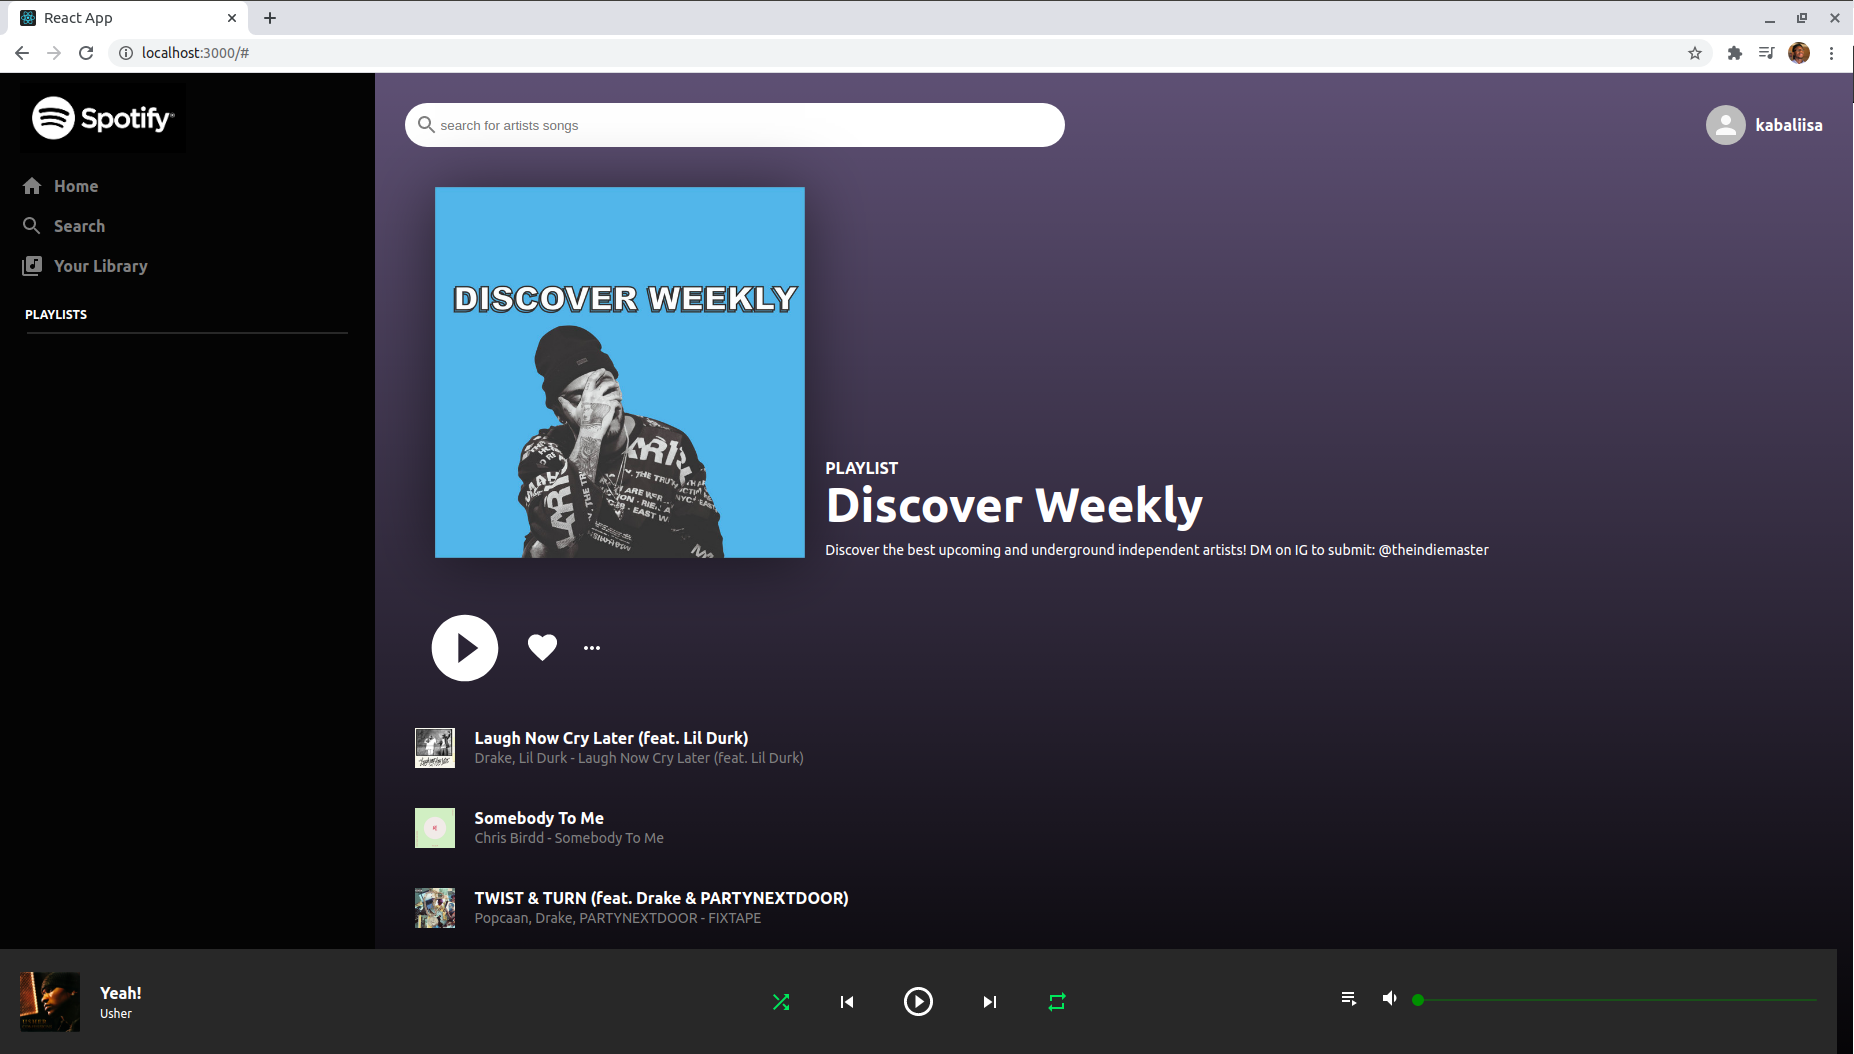 React App
localhost:3000/#
Spotify
search for artists songs
kabaliisa
Home
Search
Your Library
PLAYLISTS
DISCOVER WEEKLY
PLAYLIST
Discover Weekly
Discover the best upcoming and underground independent artists! DM on IG to submit: @theindiemaster
Laugh Now Cry Later (feat. Lil Durk)
Drake, Lil Durk - Laugh Now Cry Later (feat. Lil Durk)
Somebody To Me
Chris Birdd - Somebody To Me
TWIST & TURN (feat. Drake & PARTYNEXTDOOR)
Popcaan, Drake, PARTYNEXTDOOR - FIXTAPE
Yeah!
Usher